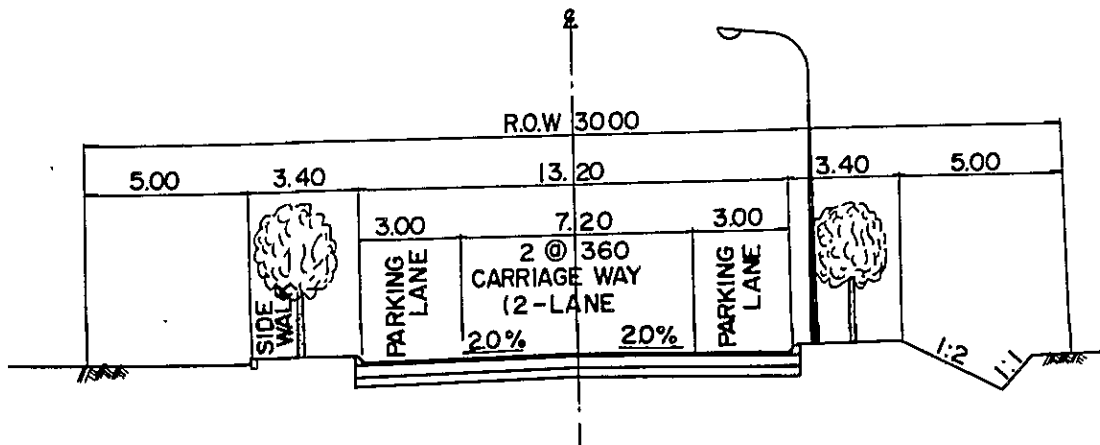 ℄
R.O.W 30.00
5.00 3.40 13.20 3.40 5.00
3.00 7.20 3.00
2 @ 360
CARRIAGE WAY
(2-LANE
PARKING
LANE
PARKING
LANE
SIDE
WALK
2.0% 2.0%
1:2
1:1